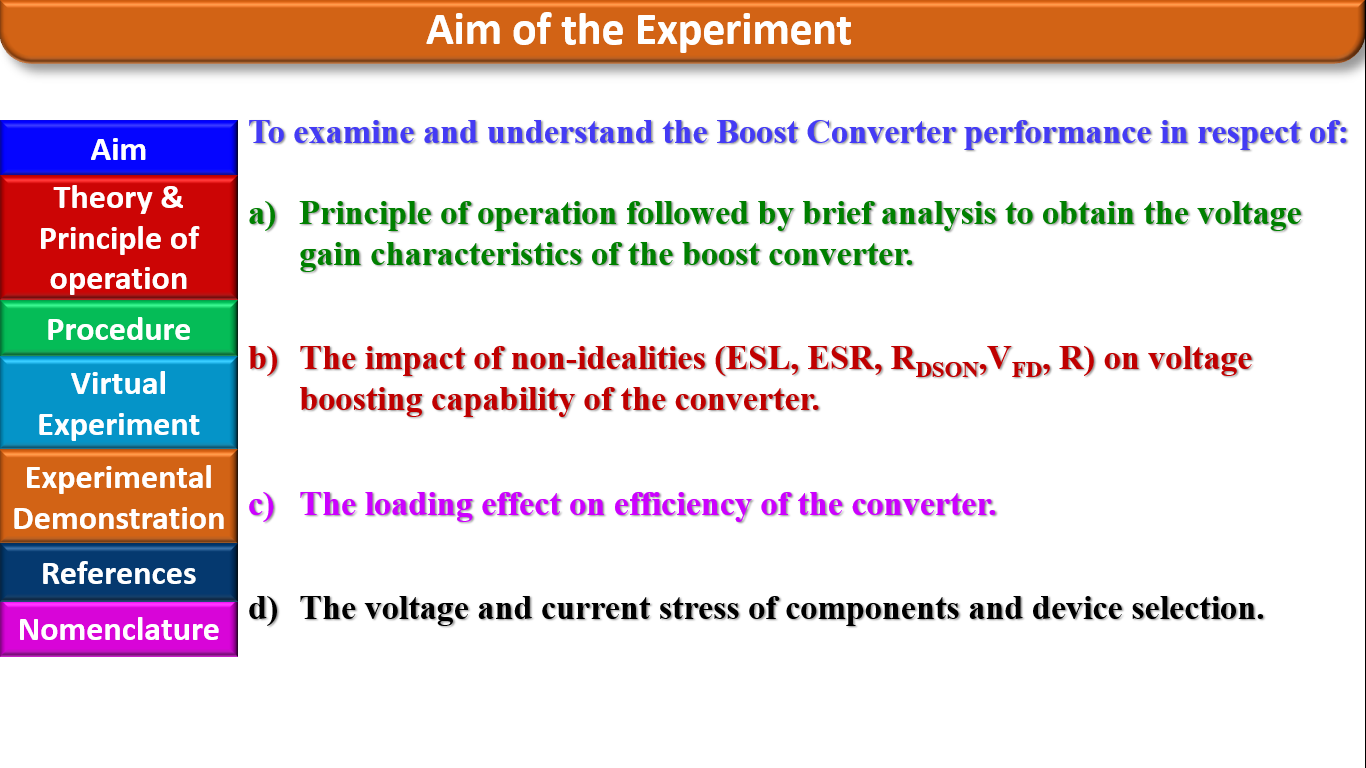 Aim of the Experiment
Aim
Theory &
Principle of
operation
Procedure
Virtual
Experiment
Experimental
Demonstration
References
Nomenclature
To examine and understand the Boost Converter performance in respect of:
a) Principle of operation followed by brief analysis to obtain the voltage
gain characteristics of the boost converter.
b) The impact of non-idealities (ESL, ESR, RDSON,VFD, R) on voltage
boosting capability of the converter.
c) The loading effect on efficiency of the converter.
d) The voltage and current stress of components and device selection.